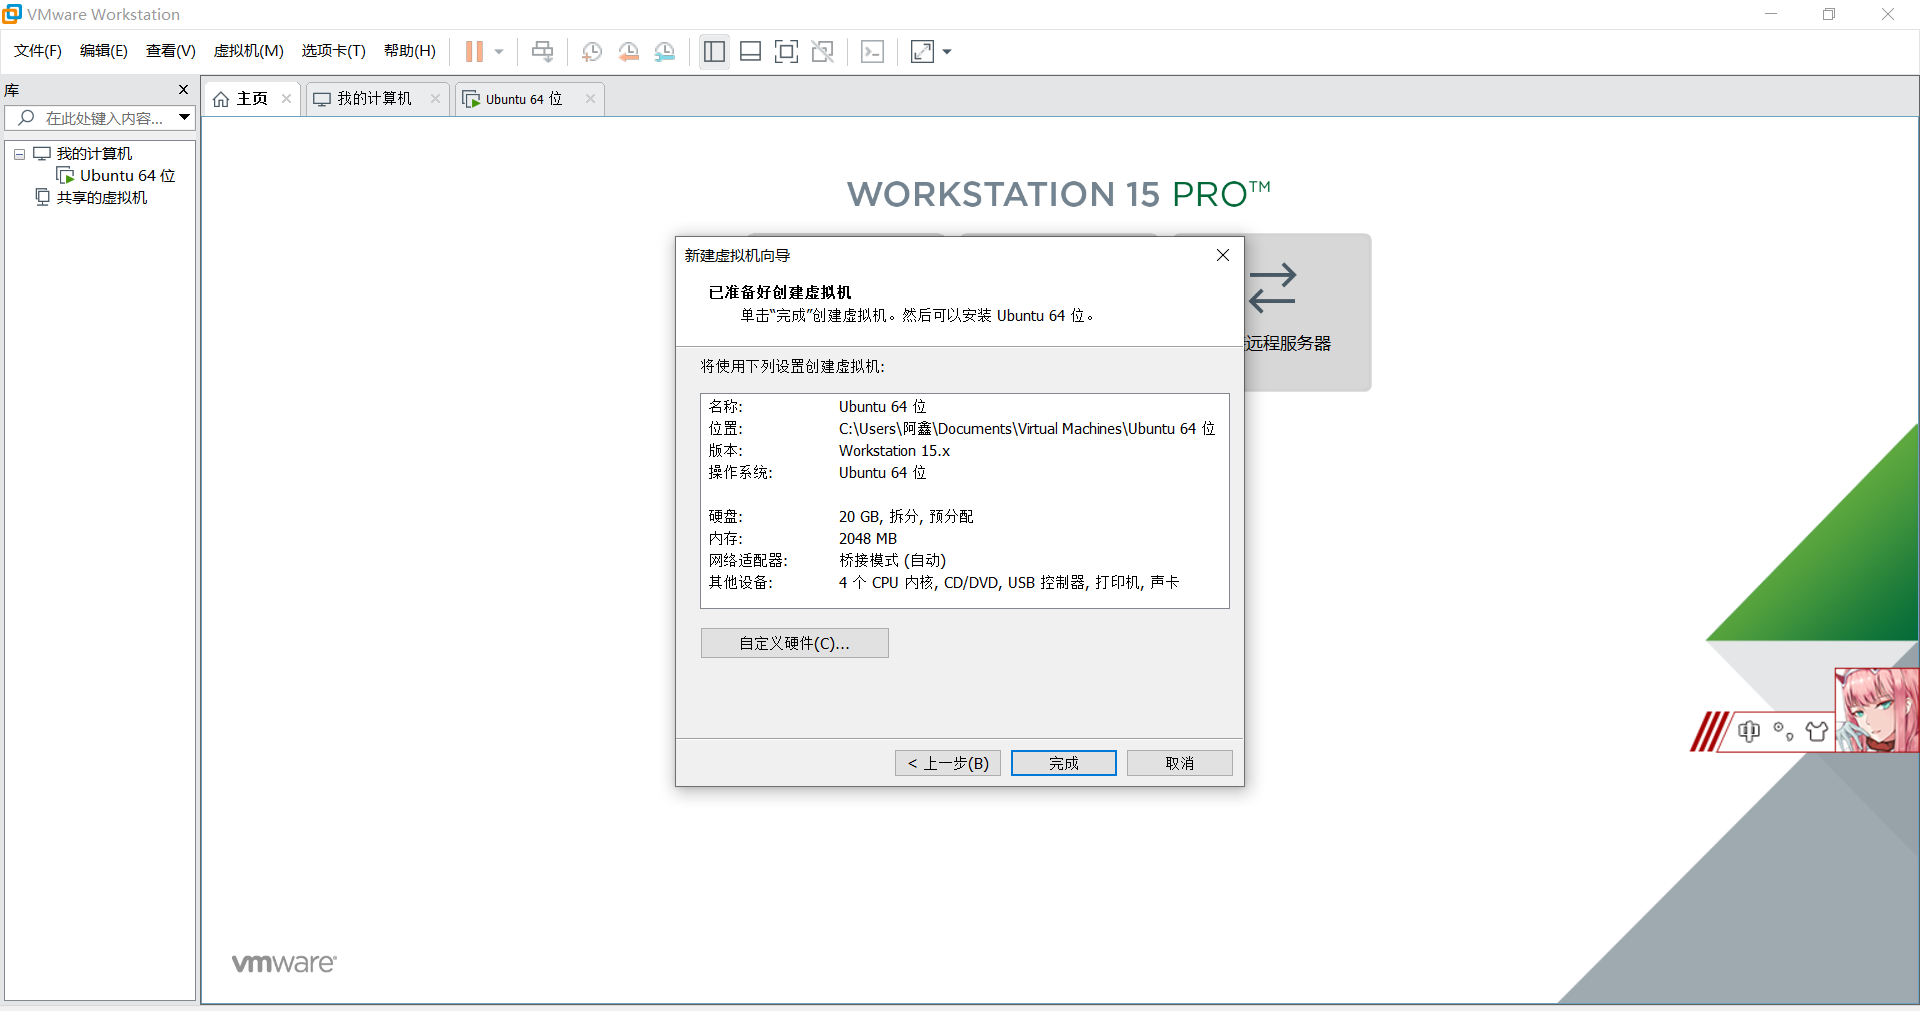 VMware Workstation
文件(F) 编辑(E) 查看(V) 虚拟机(M) 选项卡(T) 帮助(H)
库
在此处键入内容...
我的计算机
Ubuntu 64 位
共享的虚拟机
主页 我的计算机 Ubuntu 64 位
WORKSTATION 15 PRO™
远程服务器
新建虚拟机向导
已准备好创建虚拟机
单击“完成”创建虚拟机。然后可以安装 Ubuntu 64 位。
将使用下列设置创建虚拟机:
名称: Ubuntu 64 位
位置: C:\Users\阿鑫\Documents\Virtual Machines\Ubuntu 64 位
版本: Workstation 15.x
操作系统: Ubuntu 64 位
硬盘: 20 GB, 拆分, 预分配
内存: 2048 MB
网络适配器: 桥接模式 (自动)
其他设备: 4 个 CPU 内核, CD/DVD, USB 控制器, 打印机, 声卡
自定义硬件(C)...
< 上一步(B) 完成 取消
中
vmware